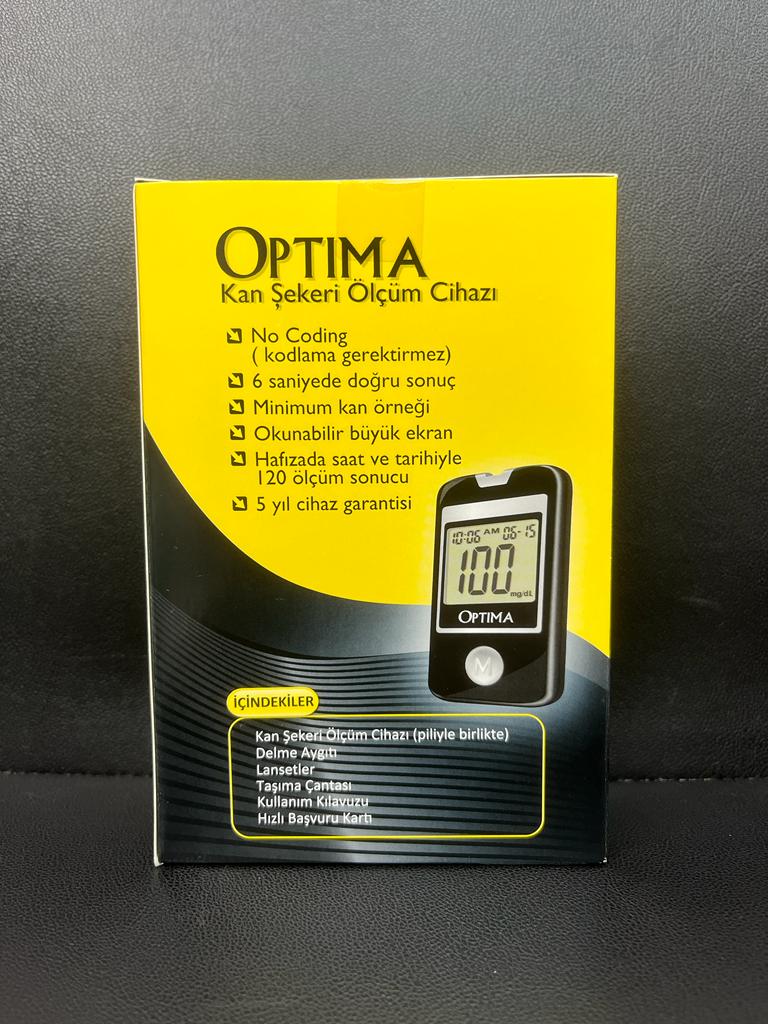 OPTIMA
Kan Şekeri Ölçüm Cihazı
No Coding
( kodlama gerektirmez)
6 saniyede doğru sonuç
Minimum kan örneği
Okunabilir büyük ekran
Hafızada saat ve tarihiyle
120 ölçüm sonucu
5 yıl cihaz garantisi
10:06 AM 06-15
100
mg/dL
OPTIMA
M
İÇİNDEKİLER
Kan Şekeri Ölçüm Cihazı (piliyle birlikte)
Delme Aygıtı
Lansetler
Taşıma Çantası
Kullanım Kılavuzu
Hızlı Başvuru Kartı